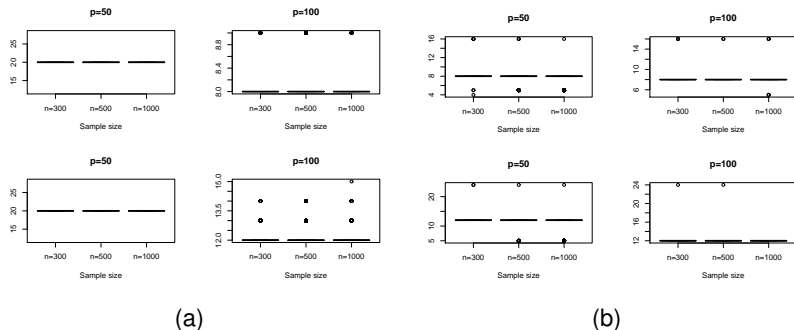 p=50
25
20
15
n=300 n=500 n=1000
Sample size
p=100
8.8
8.4
8.0
n=300 n=500 n=1000
Sample size
p=50
16
12
8
6
4
n=300 n=500 n=1000
Sample size
p=100
14
10
6
n=300 n=500 n=1000
Sample size
p=50
25
20
15
n=300 n=500 n=1000
Sample size
p=100
15.0
13.5
12.0
n=300 n=500 n=1000
Sample size
p=50
20
10
5
n=300 n=500 n=1000
Sample size
p=100
24
20
16
12
n=300 n=500 n=1000
Sample size
(a)
(b)